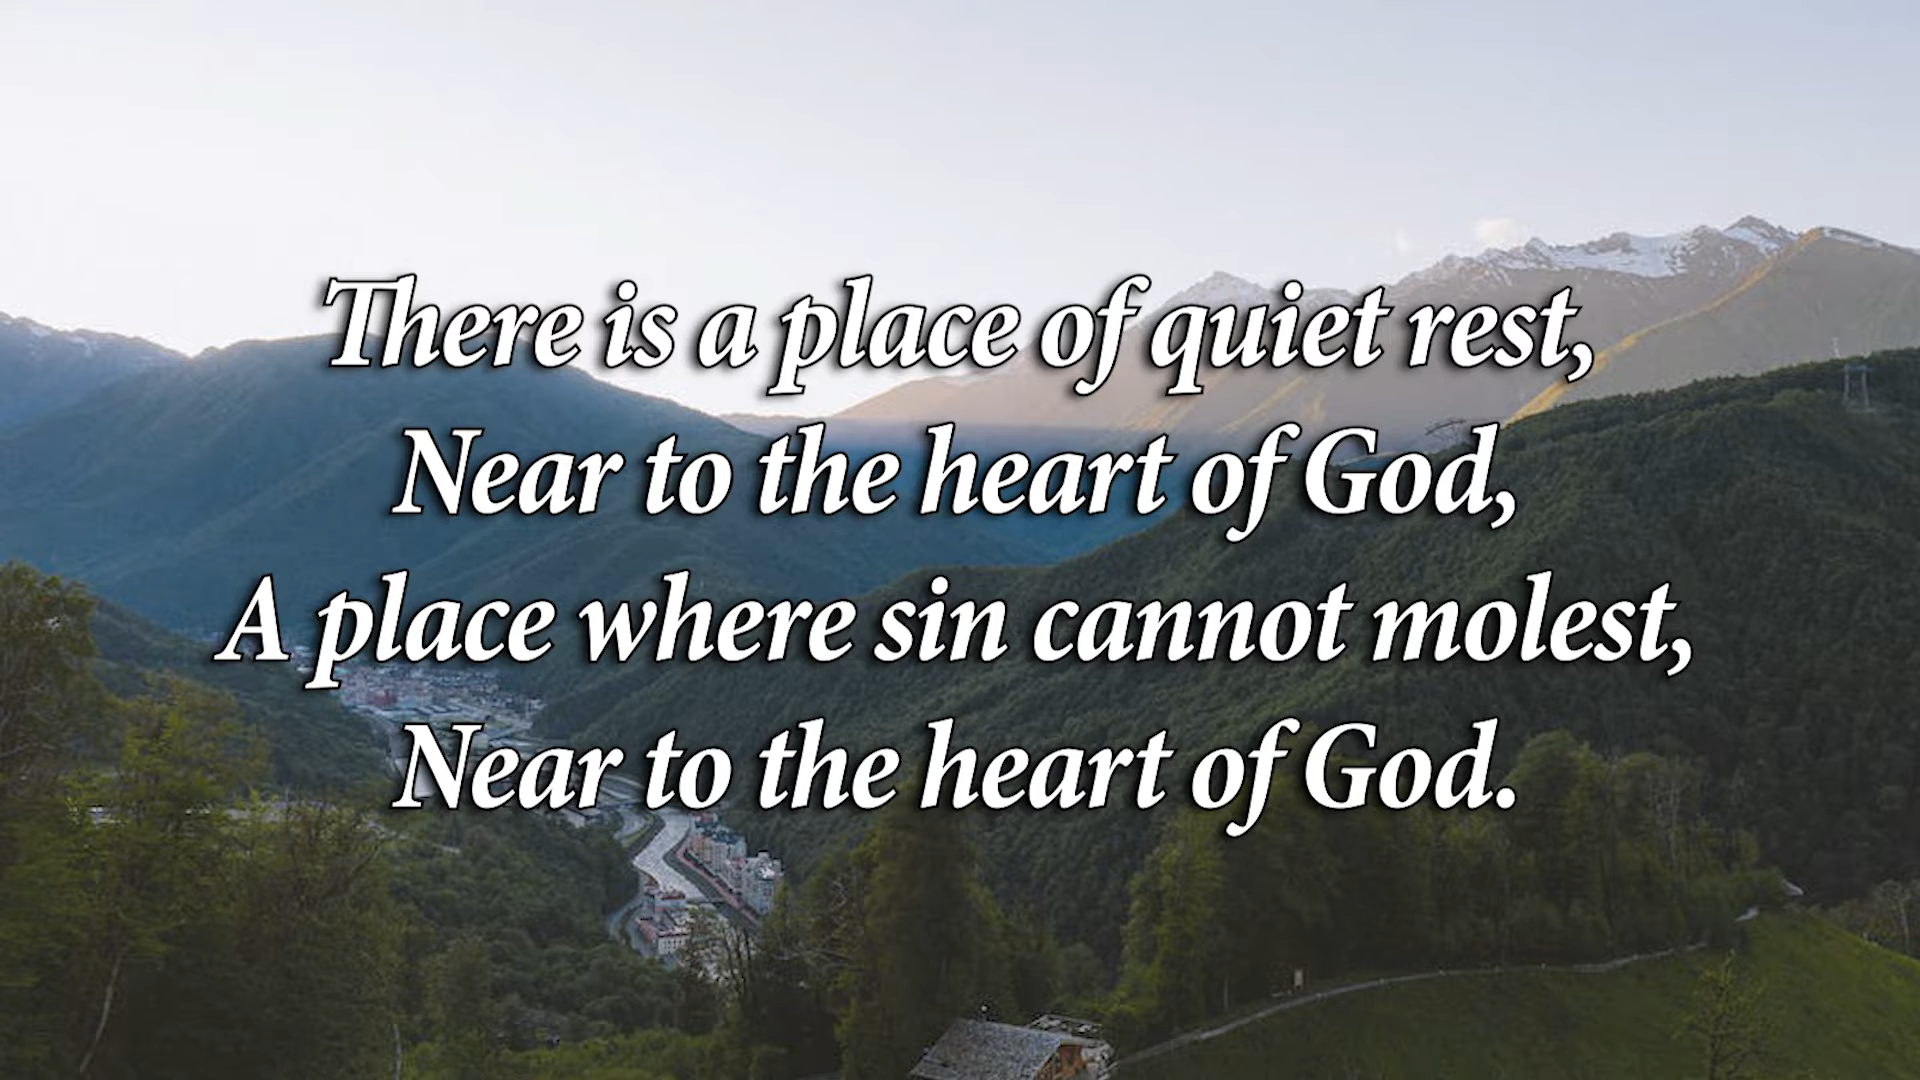 There is a place of quiet rest,
Near to the heart of God,
A place where sin cannot molest,
Near to the heart of God.